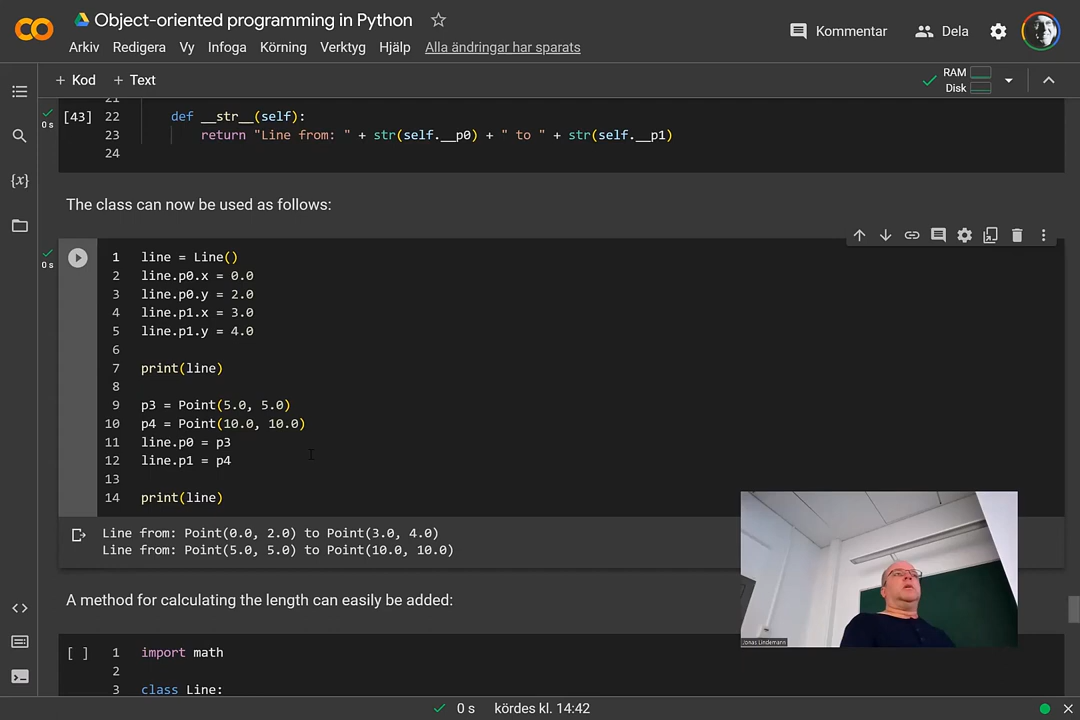 Object-oriented programming in Python
Arkiv Redigera Vy Infoga Körning Verktyg Hjälp Alla ändringar har sparats
Kommentar Dela
+ Kod + Text
RAM
Disk
21
[43] 22 def __str__(self):
0s
23 return "Line from: " + str(self.__p0) + " to " + str(self.__p1)
24
The class can now be used as follows:
0s
1 line = Line()
2 line.p0.x = 0.0
3 line.p0.y = 2.0
4 line.p1.x = 3.0
5 line.p1.y = 4.0
6
7 print(line)
8
9 p3 = Point(5.0, 5.0)
10 p4 = Point(10.0, 10.0)
11 line.p0 = p3
12 line.p1 = p4
13
14 print(line)
Line from: Point(0.0, 2.0) to Point(3.0, 4.0)
Line from: Point(5.0, 5.0) to Point(10.0, 10.0)
A method for calculating the length can easily be added:
[ ] 1 import math
2
3 class Line:
Jonas Lindemann
0 s kördes kl. 14:42